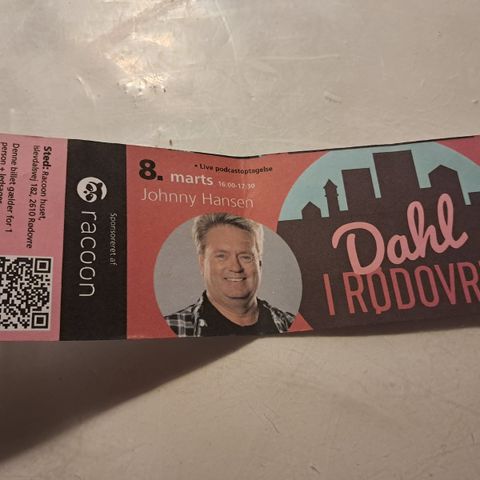 • Live podcastoptagelse
8. marts 16.00-17.30
Johnny Hansen
Dahl
I RØDOVR
Sponsoreret af
racoon
Sted: Racoon huset,
Islevdalvej 182, 2610 Rødovre
Denne billet gælder for 1
person +